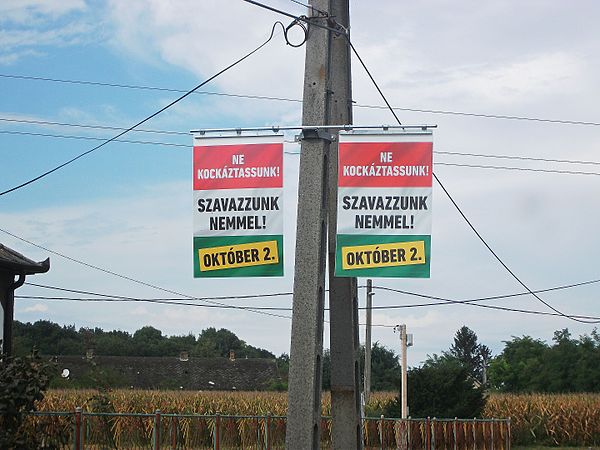 NE
KOCKÁZTASSUNK!
SZAVAZZUNK
NEMMEL!
OKTÓBER 2.
NE
KOCKÁZTASSUNK!
SZAVAZZUNK
NEMMEL!
OKTÓBER 2.